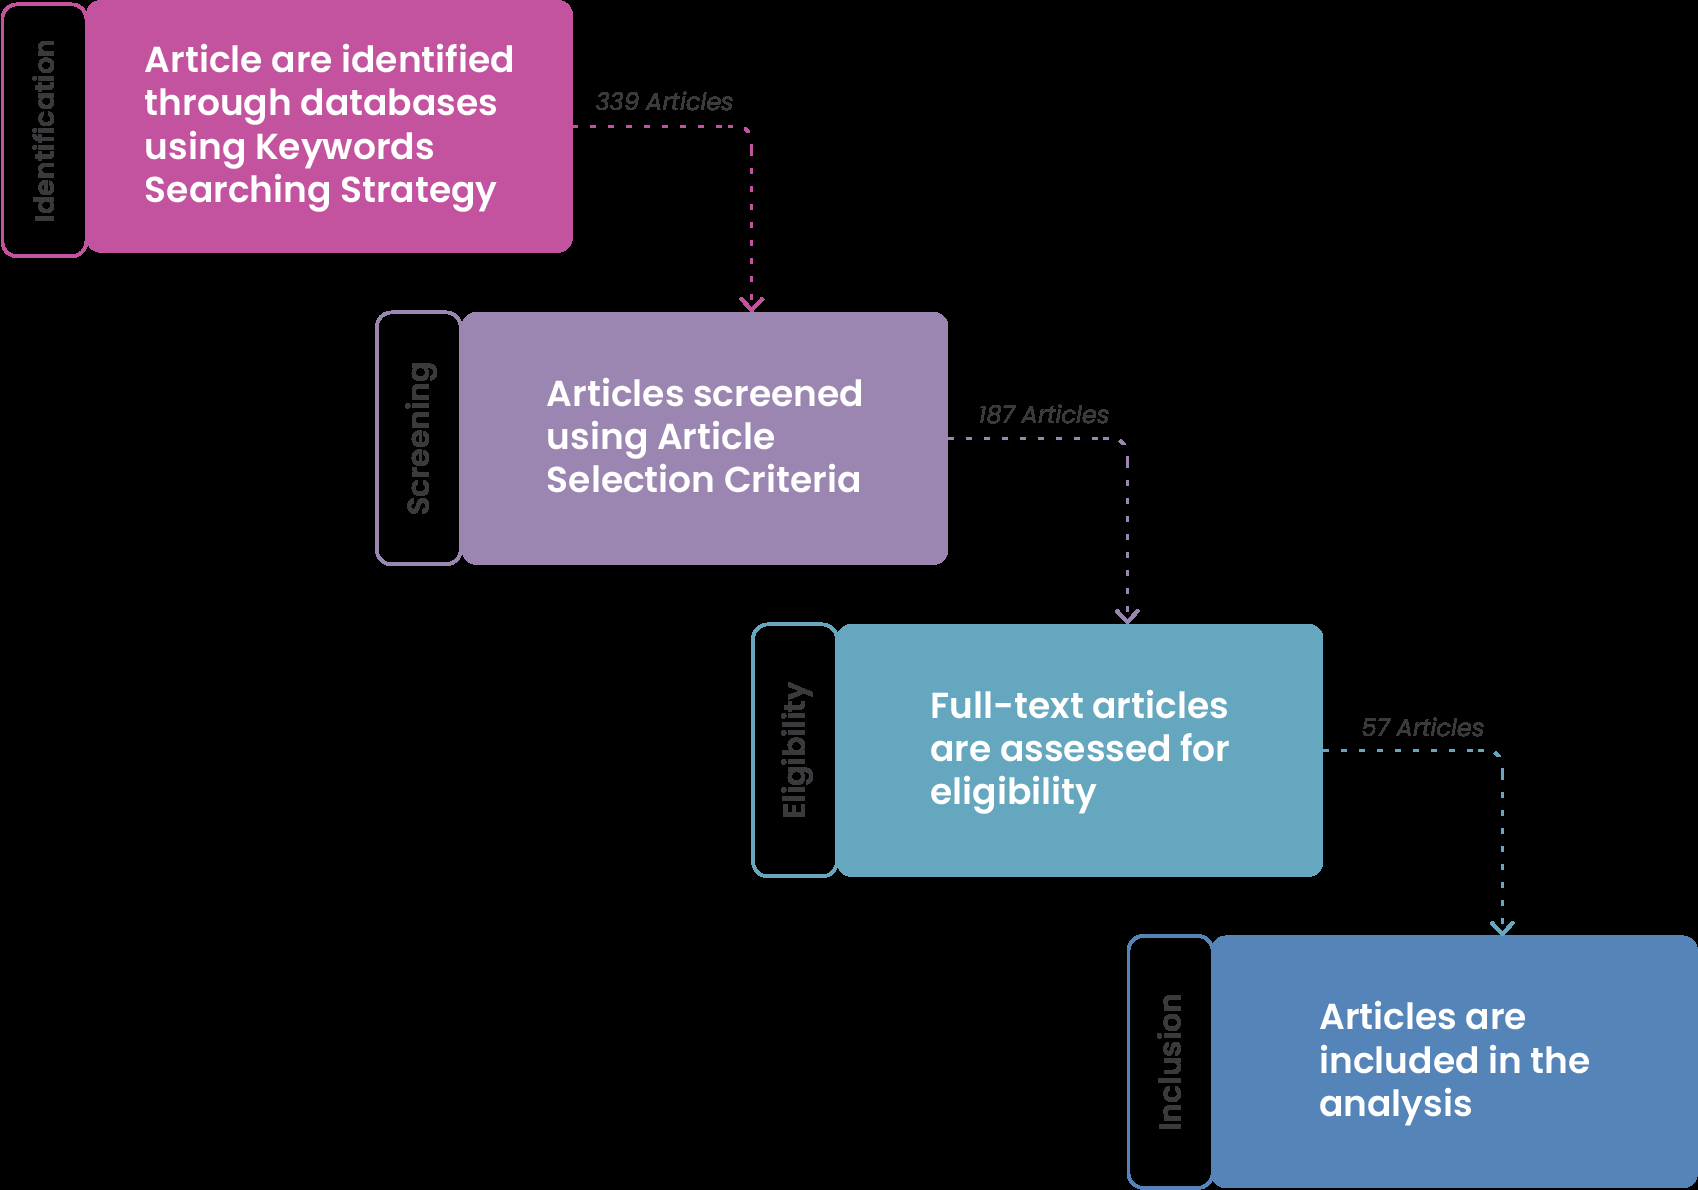 Identification
Article are identified
through databases
using Keywords
Searching Strategy
339 Articles
Screening
Articles screened
using Article
Selection Criteria
187 Articles
Eligibility
Full-text articles
are assessed for
eligibility
57 Articles
Inclusion
Articles are
included in the
analysis